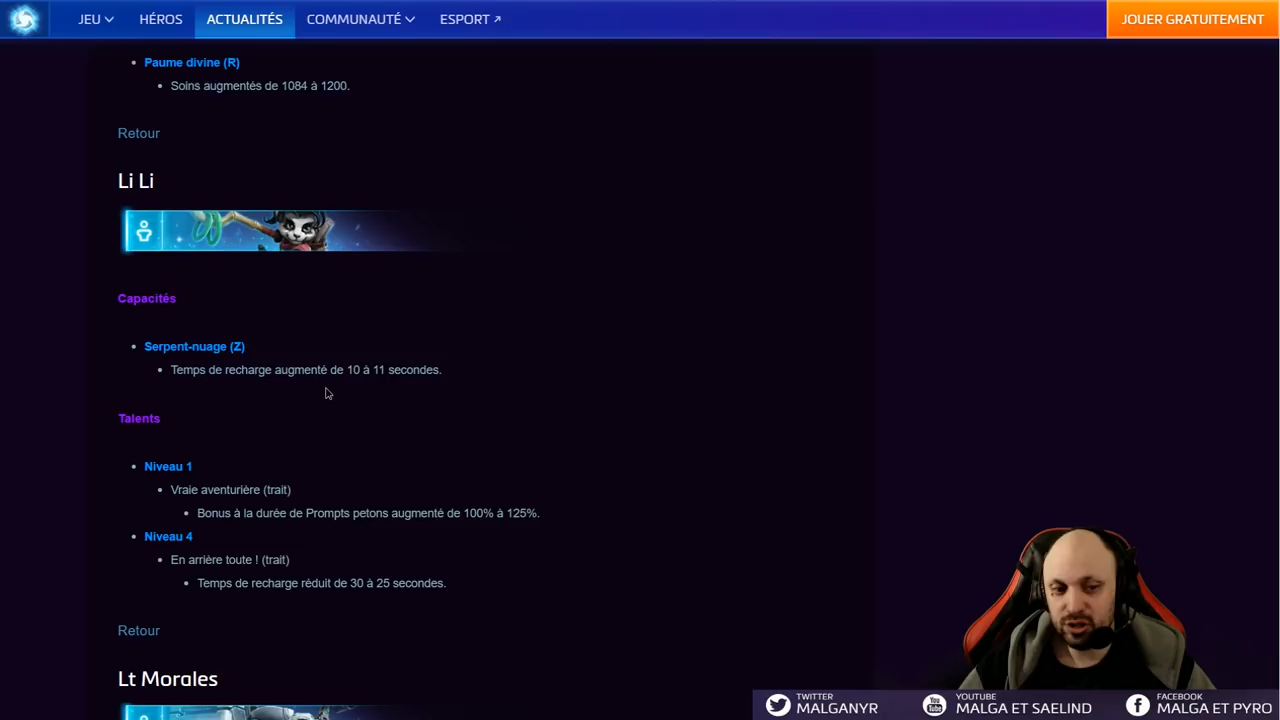 JEU HÉROS ACTUALITÉS COMMUNAUTÉ ESPORT JOUER GRATUITEMENT
Paume divine (R)
Soins augmentés de 1084 à 1200.
Retour
Li Li
Capacités
Serpent-nuage (Z)
Temps de recharge augmenté de 10 à 11 secondes.
Talents
Niveau 1
Vraie aventurière (trait)
Bonus à la durée de Prompts petons augmenté de 100% à 125%.
Niveau 4
En arrière toute ! (trait)
Temps de recharge réduit de 30 à 25 secondes.
Retour
Lt Morales
TWITTER
MALGANYR
YOUTUBE
MALGA ET SAELIND
FACEBOOK
MALGA ET PYRO